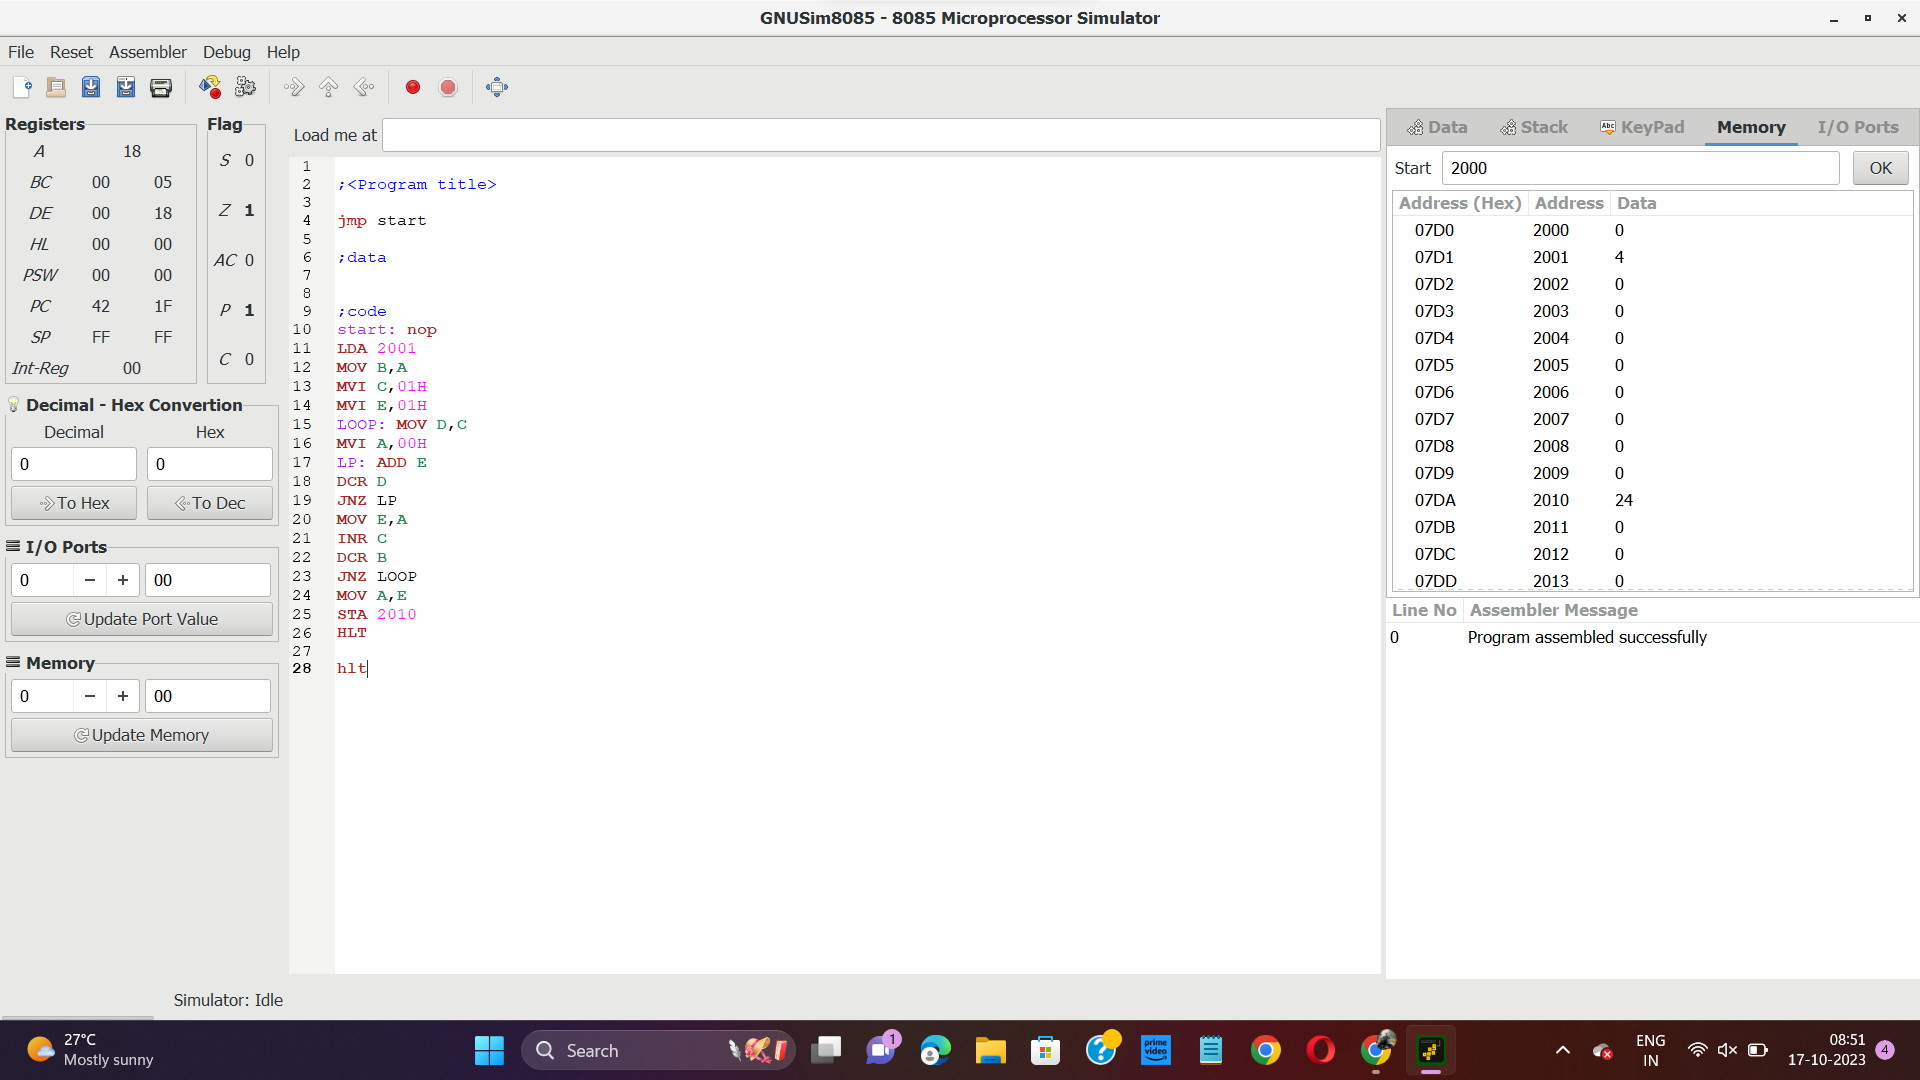 GNUSim8085 - 8085 Microprocessor Simulator
File Reset Assembler Debug Help
Registers
A 18
BC 00 05
DE 00 18
HL 00 00
PSW 00 00
PC 42 1F
SP FF FF
Int-Reg 00
Flag
S 0
Z 1
AC 0
P 1
C 0
Decimal - Hex Convertion
Decimal Hex
0 0
To Hex To Dec
I/O Ports
0 − + 00
Update Port Value
Memory
0 − + 00
Update Memory
Load me at
1
2 ;<Program title>
3
4 jmp start
5
6 ;data
7
8
9 ;code
10 start: nop
11 LDA 2001
12 MOV B,A
13 MVI C,01H
14 MVI E,01H
15 LOOP: MOV D,C
16 MVI A,00H
17 LP: ADD E
18 DCR D
19 JNZ LP
20 MOV E,A
21 INR C
22 DCR B
23 JNZ LOOP
24 MOV A,E
25 STA 2010
26 HLT
27
28 hlt
Data Stack Abc KeyPad Memory I/O Ports
Start 2000 OK
Address (Hex) Address Data
07D0 2000 0
07D1 2001 4
07D2 2002 0
07D3 2003 0
07D4 2004 0
07D5 2005 0
07D6 2006 0
07D7 2007 0
07D8 2008 0
07D9 2009 0
07DA 2010 24
07DB 2011 0
07DC 2012 0
07DD 2013 0
Line No Assembler Message
0 Program assembled successfully
Simulator: Idle
27°C
Mostly sunny
Search
1
prime video
ENG
IN
08:51
17-10-2023
4